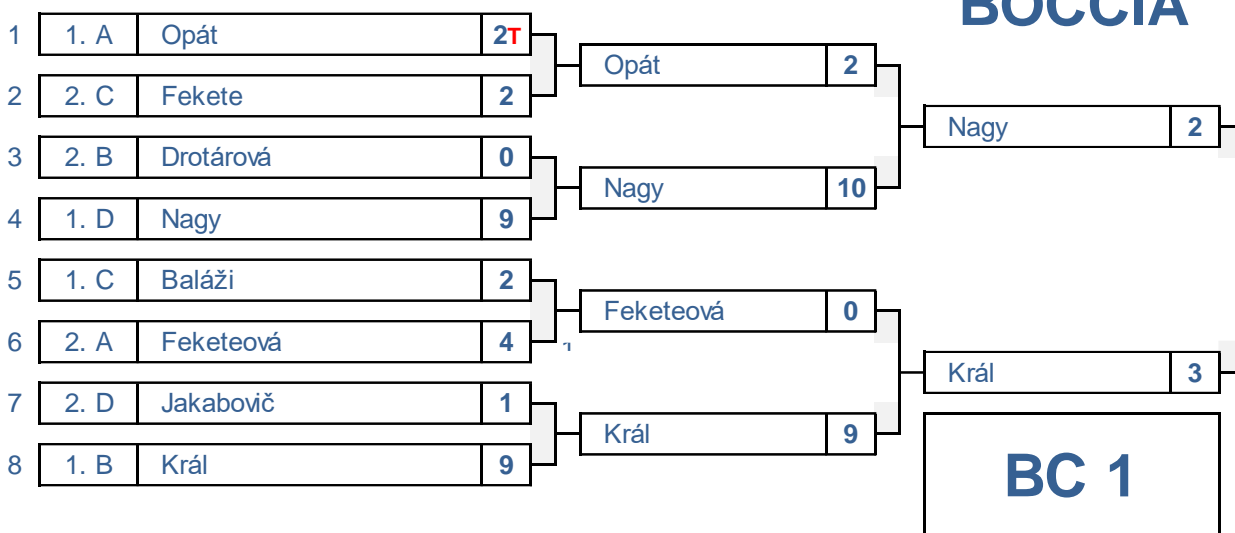 BOCCIA
1 1. A Opát 2T
Opát 2
2 2. C Fekete 2
Nagy 2
3 2. B Drotárová 0
Nagy 10
4 1. D Nagy 9
5 1. C Baláži 2
Feketeová 0
6 2. A Feketeová 4
Král 3
7 2. D Jakabovič 1
Král 9
8 1. B Král 9
BC 1